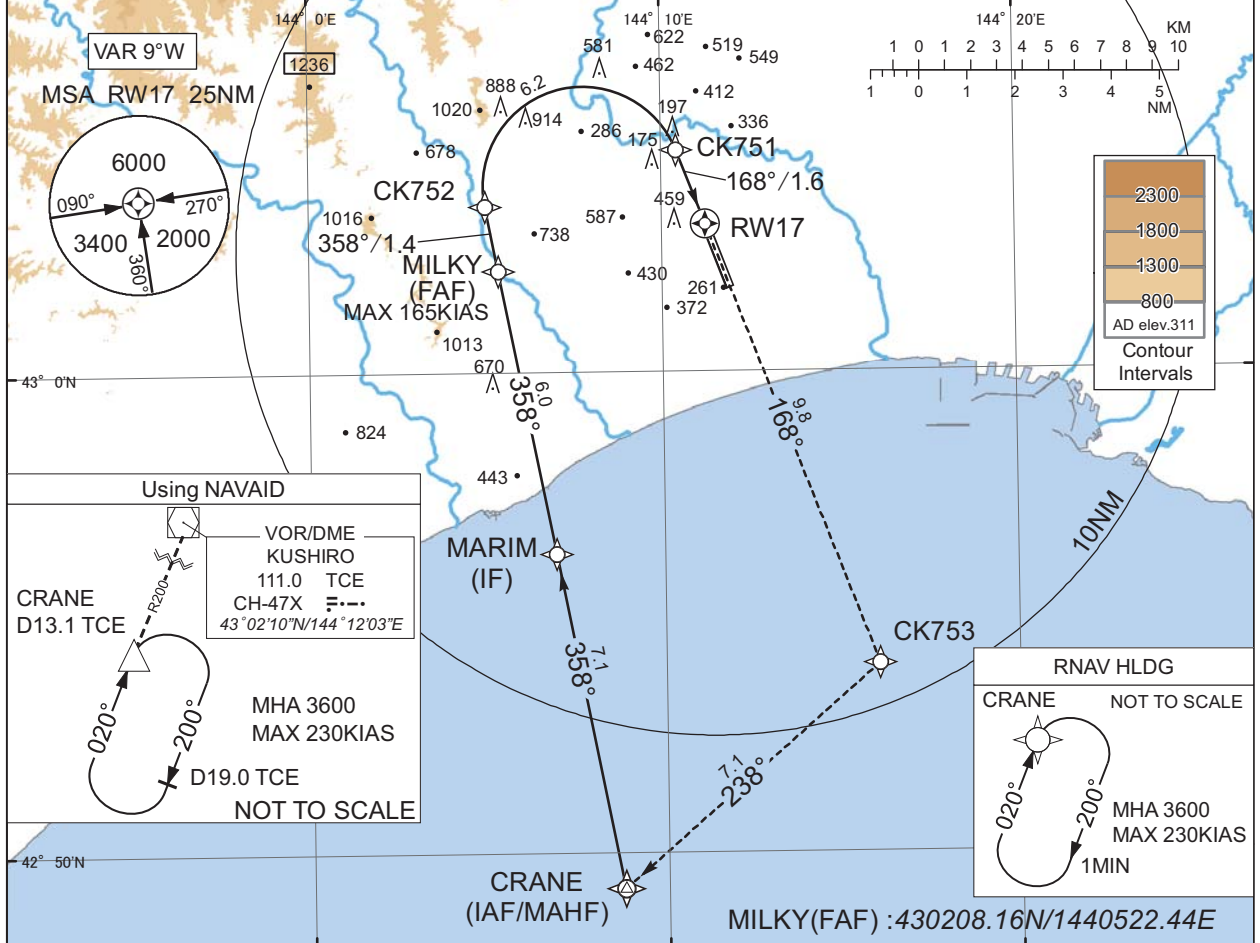 144° 0'E
144° 10'E
144° 20'E
VAR 9°W
MSA RW17 25NM
6000
090°
270°
3400
2000
360°
1236
KM
1 0 1 2 3 4 5 6 7 8 9 10
1 0 1 2 3 4 5
NM
622
581
519
549
462
412
888
6.2
1020
914
197
336
286
175
CK751
678
168°/1.6
CK752
1016
459
587
RW17
358°/1.4
738
MILKY
(FAF)
MAX 165KIAS
430
261
372
1013
670
2300
1800
1300
800
AD elev.311
Contour
Intervals
43° 0'N
6.0
358°
9.8
168°
824
443
10NM
MARIM
(IF)
7.1
358°
CK753
7.1
238°
CRANE
(IAF/MAHF)
42° 50'N
Using NAVAID
VOR/DME
KUSHIRO
111.0 TCE
CH-47X
43°02'10"N/144°12'03"E
R200
CRANE
D13.1 TCE
020°
200°
MHA 3600
MAX 230KIAS
D19.0 TCE
NOT TO SCALE
RNAV HLDG
CRANE
NOT TO SCALE
020°
200°
MHA 3600
MAX 230KIAS
1MIN
MILKY(FAF) :430208.16N/1440522.44E